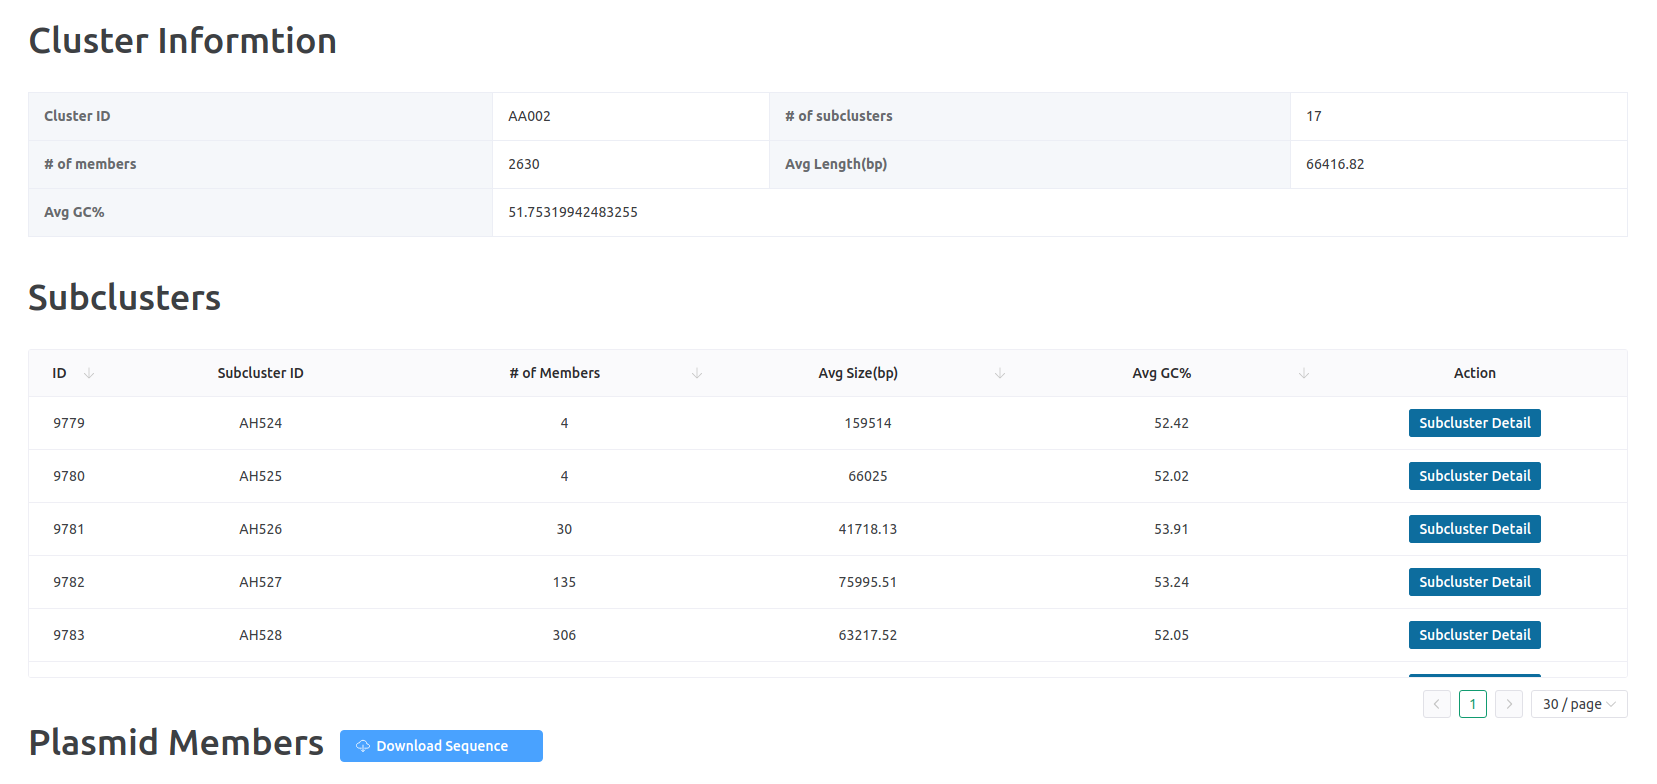 Cluster Informtion
Cluster ID AA002 # of subclusters 17
# of members 2630 Avg Length(bp) 66416.82
Avg GC% 51.75319942483255
Subclusters
ID Subcluster ID # of Members Avg Size(bp) Avg GC% Action
9779 AH524 4 159514 52.42 Subcluster Detail
9780 AH525 4 66025 52.02 Subcluster Detail
9781 AH526 30 41718.13 53.91 Subcluster Detail
9782 AH527 135 75995.51 53.24 Subcluster Detail
9783 AH528 306 63217.52 52.05 Subcluster Detail
1 30 / page
Plasmid Members Download Sequence